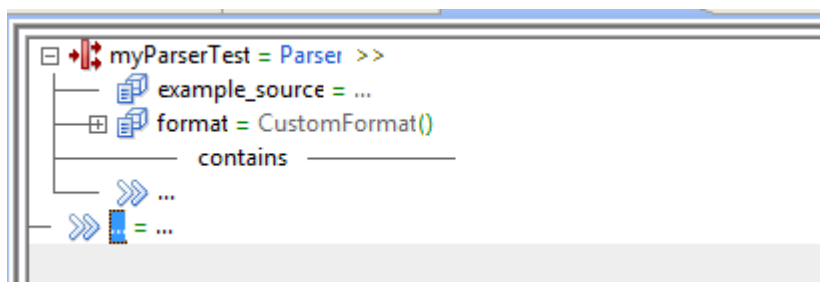 myParserTest = Parser >>
example_source = ...
format = CustomFormat()
contains
...
... = ...